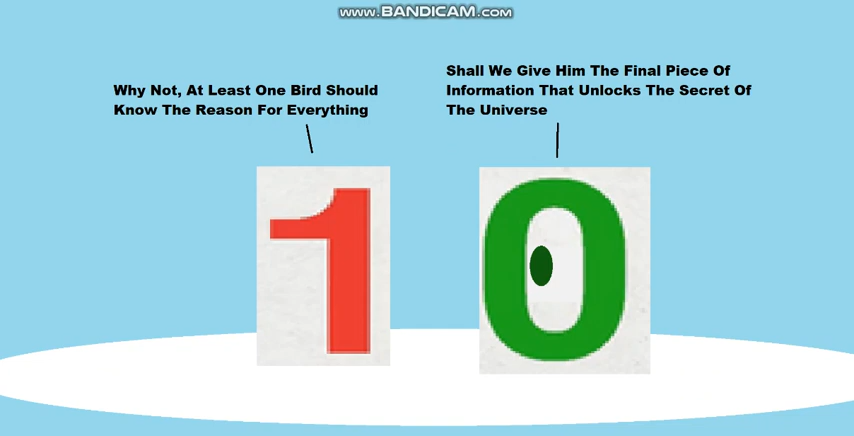 www.BANDICAM.com
Why Not, At Least One Bird Should
Know The Reason For Everything
Shall We Give Him The Final Piece Of
Information That Unlocks The Secret Of
The Universe
1 0